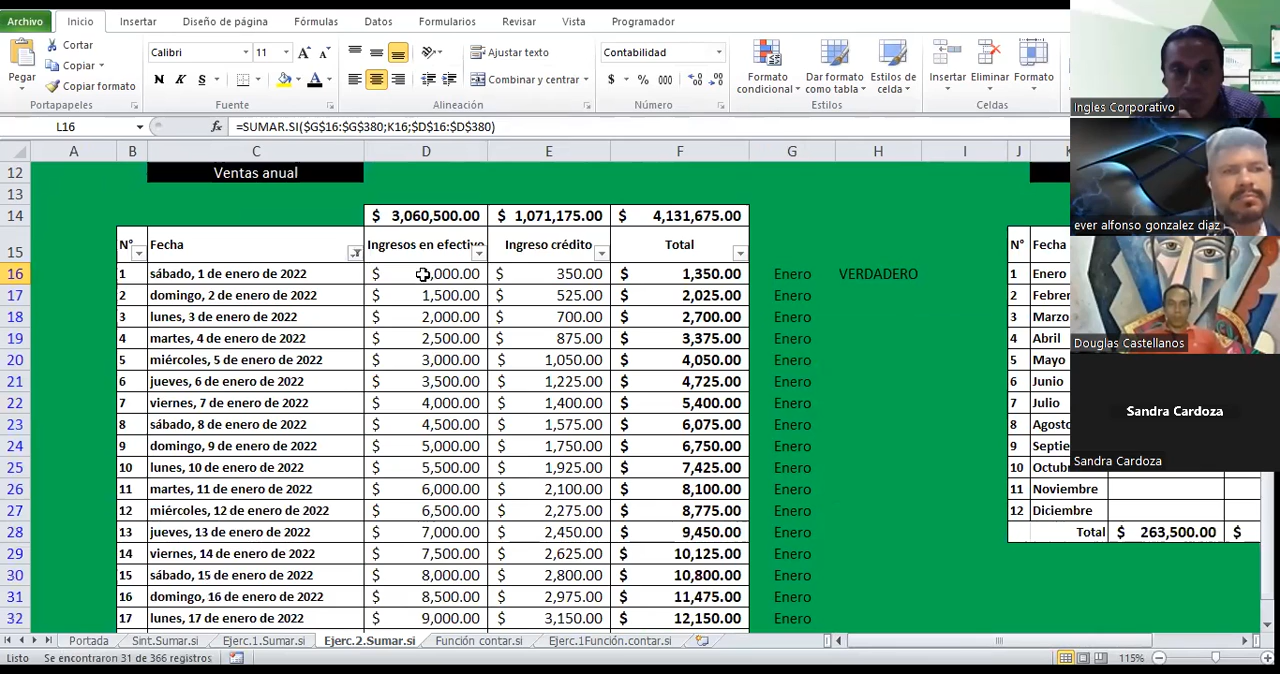 Archivo Inicio Insertar Diseño de página Fórmulas Datos Formularios Revisar Vista Programador
Pegar
Cortar
Copiar
Copiar formato
Portapapeles
Calibri 11
N K S
Fuente
Ajustar texto
Combinar y centrar
Alineación
Contabilidad
$ % 000
Número
Formato condicional
Dar formato como tabla
Estilos de celda
Estilos
Insertar
Eliminar
Formato
Celdas
L16 fx =SUMAR.SI($G$16:$G$380;K16;$D$16:$D$380)
A B C D E F G H I J K
12 Ventas anual
13
14 $ 3,060,500.00 $ 1,071,175.00 $ 4,131,675.00
15 N° Fecha Ingresos en efectivo Ingreso crédito Total N° Fecha
16 1 sábado, 1 de enero de 2022 $ ,000.00 $ 350.00 $ 1,350.00 Enero VERDADERO 1 Enero
17 2 domingo, 2 de enero de 2022 1,500.00 $ 525.00 $ 2,025.00 Enero 2 Febrer
18 3 lunes, 3 de enero de 2022 $ 2,000.00 $ 700.00 $ 2,700.00 Enero 3 Marzo
19 4 martes, 4 de enero de 2022 $ 2,500.00 $ 875.00 $ 3,375.00 Enero 4 Abril
20 5 miércoles, 5 de enero de 2022 $ 3,000.00 $ 1,050.00 $ 4,050.00 Enero 5 Mayo
21 6 jueves, 6 de enero de 2022 $ 3,500.00 $ 1,225.00 $ 4,725.00 Enero 6 Junio
22 7 viernes, 7 de enero de 2022 $ 4,000.00 $ 1,400.00 $ 5,400.00 Enero 7 Julio
23 8 sábado, 8 de enero de 2022 $ 4,500.00 $ 1,575.00 $ 6,075.00 Enero 8 Agosto
24 9 domingo, 9 de enero de 2022 $ 5,000.00 $ 1,750.00 $ 6,750.00 Enero 9 Septie
25 10 lunes, 10 de enero de 2022 $ 5,500.00 $ 1,925.00 $ 7,425.00 Enero 10 Octub
26 11 martes, 11 de enero de 2022 $ 6,000.00 $ 2,100.00 $ 8,100.00 Enero 11 Noviembre
27 12 miércoles, 12 de enero de 2022 $ 6,500.00 $ 2,275.00 $ 8,775.00 Enero 12 Diciembre
28 13 jueves, 13 de enero de 2022 $ 7,000.00 $ 2,450.00 $ 9,450.00 Enero Total $ 263,500.00 $
29 14 viernes, 14 de enero de 2022 $ 7,500.00 $ 2,625.00 $ 10,125.00 Enero
30 15 sábado, 15 de enero de 2022 $ 8,000.00 $ 2,800.00 $ 10,800.00 Enero
31 16 domingo, 16 de enero de 2022 $ 8,500.00 $ 2,975.00 $ 11,475.00 Enero
32 17 lunes, 17 de enero de 2022 $ 9,000.00 $ 3,150.00 $ 12,150.00 Enero
Portada Sint.Sumar.si Ejerc.1.Sumar.si Ejerc.2.Sumar.si Función contar.si Ejerc.1Función.contar.si
Listo Se encontraron 31 de 366 registros 115%
Ingles Corporativo
ever alfonso gonzalez diaz
Douglas Castellanos
Sandra Cardoza
Sandra Cardoza